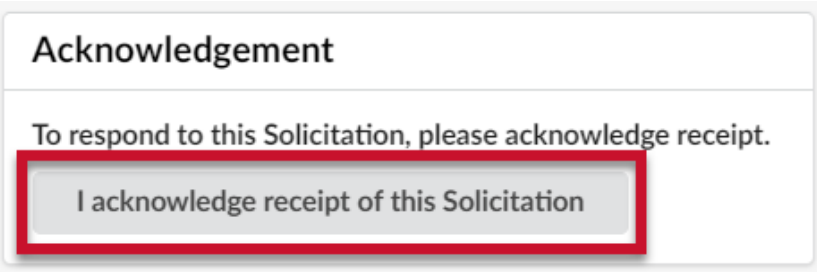 Acknowledgement
To respond to this Solicitation, please acknowledge receipt.
I acknowledge receipt of this Solicitation